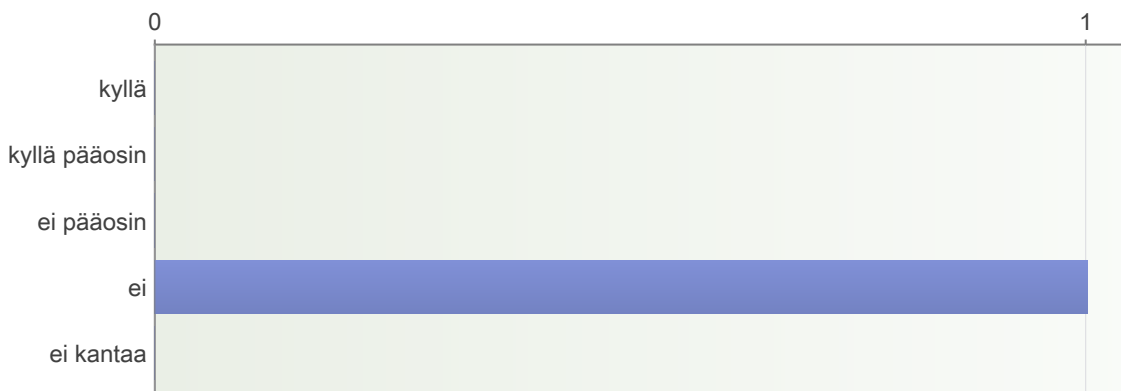 0 1
kyllä
kyllä pääosin
ei pääosin
ei
ei kantaa